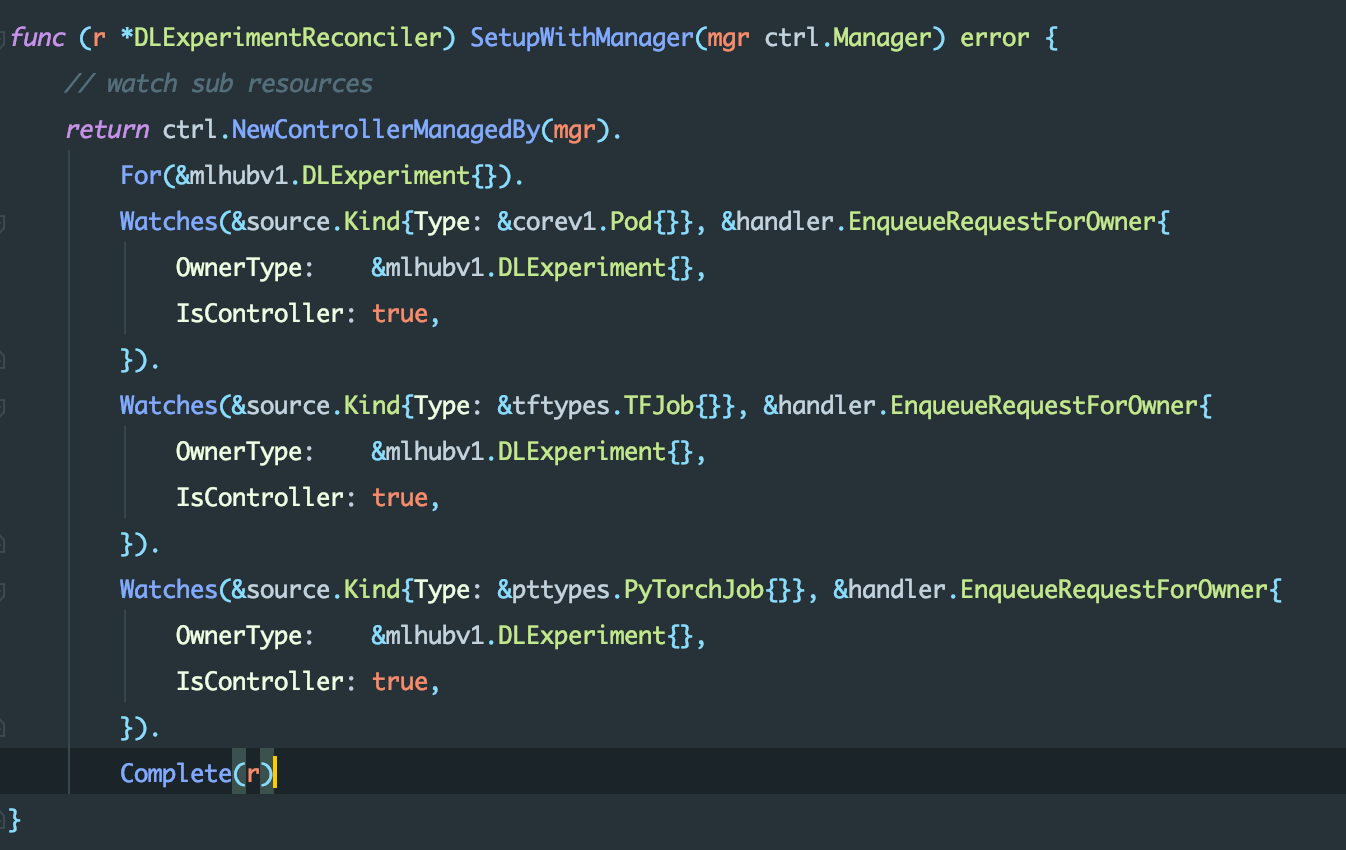 func (r *DLExperimentReconciler) SetupWithManager(mgr ctrl.Manager) error {
    // watch sub resources
    return ctrl.NewControllerManagedBy(mgr).
        For(&mlhubv1.DLExperiment{}).
        Watches(&source.Kind{Type: &corev1.Pod{}}, &handler.EnqueueRequestForOwner{
            OwnerType:    &mlhubv1.DLExperiment{},
            IsController: true,
        }).
        Watches(&source.Kind{Type: &tftypes.TFJob{}}, &handler.EnqueueRequestForOwner{
            OwnerType:    &mlhubv1.DLExperiment{},
            IsController: true,
        }).
        Watches(&source.Kind{Type: &pttypes.PyTorchJob{}}, &handler.EnqueueRequestForOwner{
            OwnerType:    &mlhubv1.DLExperiment{},
            IsController: true,
        }).
        Complete(r)
}